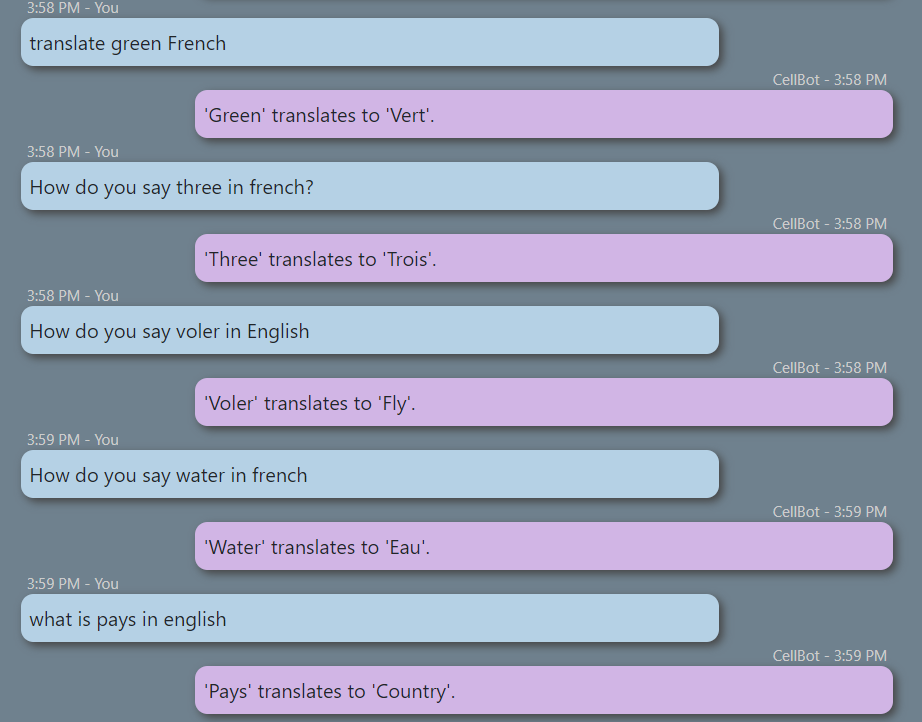 3:58 PM - You
translate green French
CellBot - 3:58 PM
'Green' translates to 'Vert'.
3:58 PM - You
How do you say three in french?
CellBot - 3:58 PM
'Three' translates to 'Trois'.
3:58 PM - You
How do you say voler in English
CellBot - 3:58 PM
'Voler' translates to 'Fly'.
3:59 PM - You
How do you say water in french
CellBot - 3:59 PM
'Water' translates to 'Eau'.
3:59 PM - You
what is pays in english
CellBot - 3:59 PM
'Pays' translates to 'Country'.